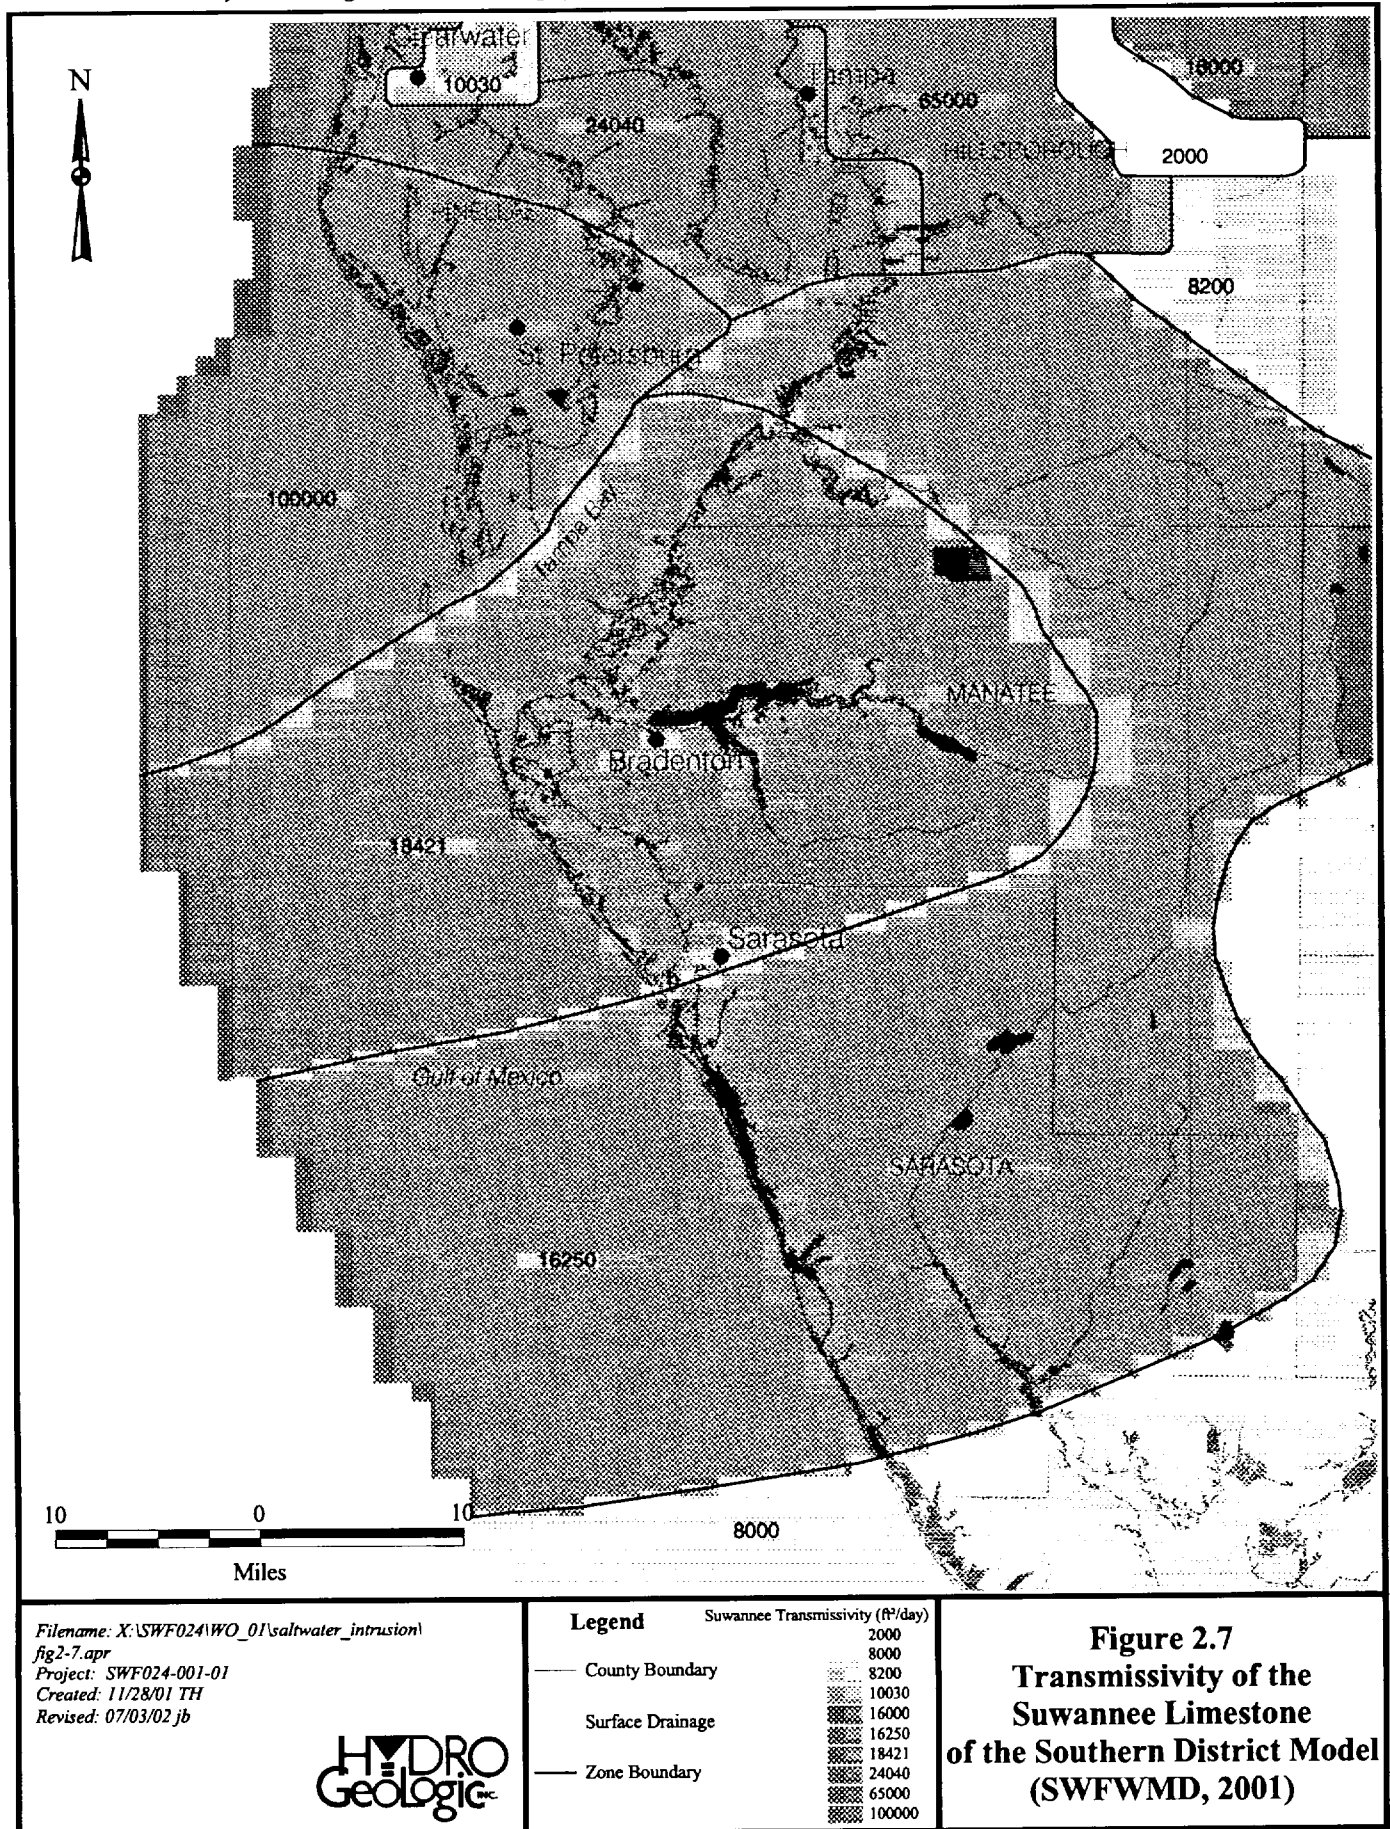 N
Clearwater
10030
Tampa
16000
65000
24040
HILLSBOROUGH
2000
PINELLAS
8200
St. Petersburg
100000
Tampa Bay
MANATEE
Bradenton
18421
Sarasota
Gulf of Mexico
SARASOTA
16250
10 0 10
Miles
8000
Filename: X:\SWF024\WO_01\saltwater_intrusion\
fig2-7.apr
Project: SWF024-001-01
Created: 11/28/01 TH
Revised: 07/03/02 jb
HYDRO
GeoLogic INC.
Legend
County Boundary
Surface Drainage
Zone Boundary
Suwannee Transmissivity (ft²/day)
2000
8000
8200
10030
16000
16250
18421
24040
65000
100000
Figure 2.7
Transmissivity of the
Suwannee Limestone
of the Southern District Model
(SWFWMD, 2001)